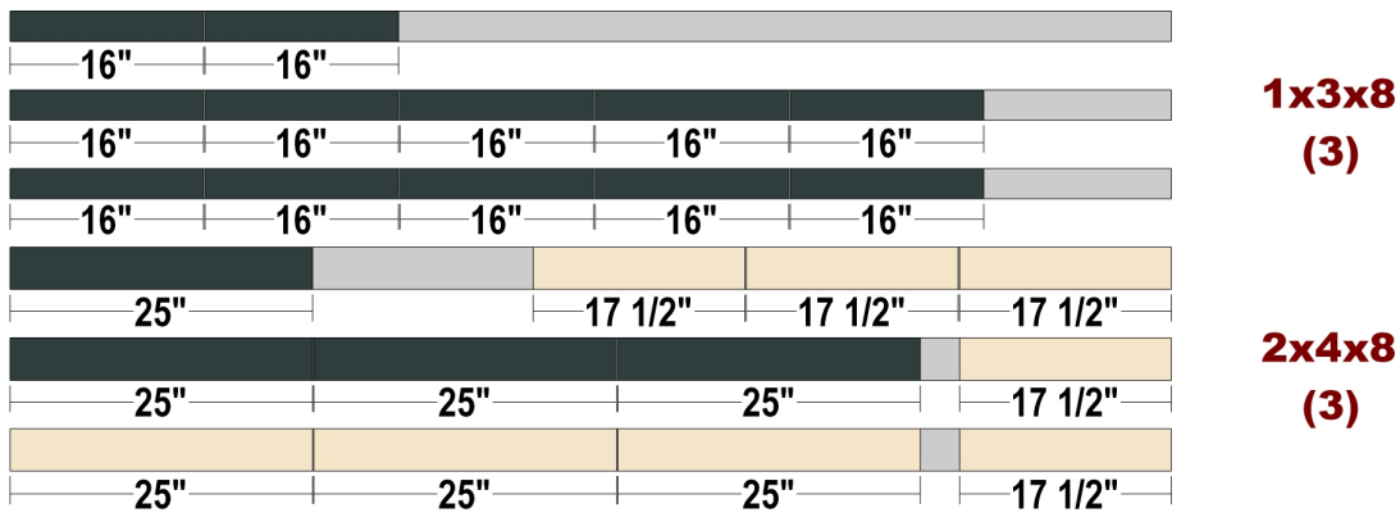 16" 16"
1x3x8
16" 16" 16" 16" 16"
(3)
16" 16" 16" 16" 16"
25" 17 1/2" 17 1/2" 17 1/2"
2x4x8
25" 25" 25" 17 1/2"
(3)
25" 25" 25" 17 1/2"